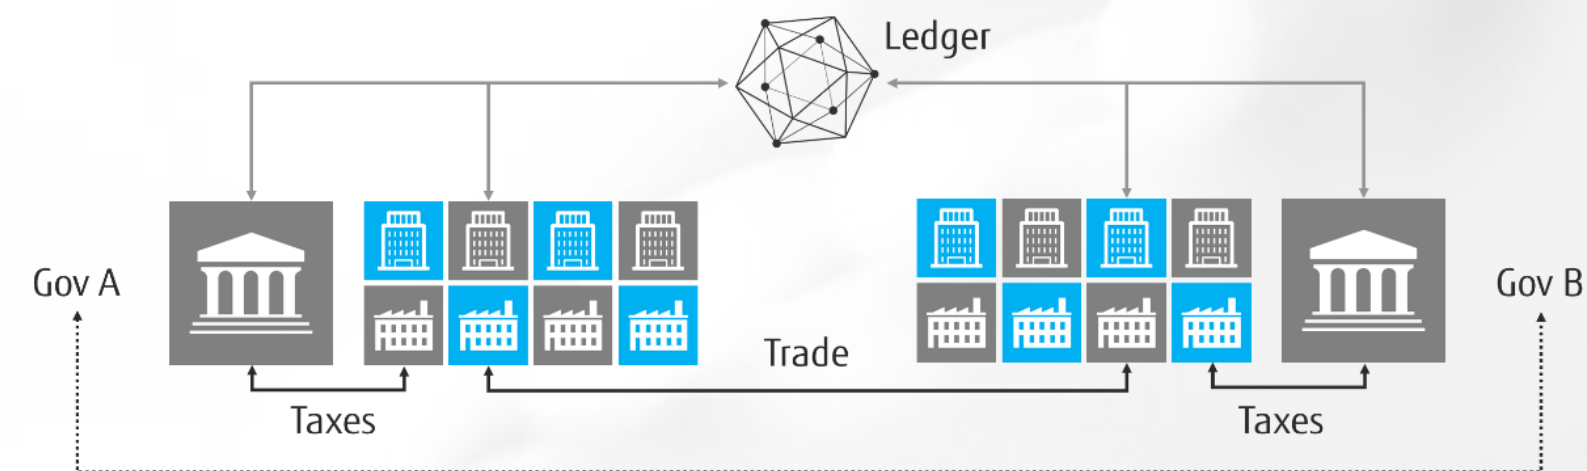 Ledger
Gov A
Gov B
Trade
Taxes
Taxes